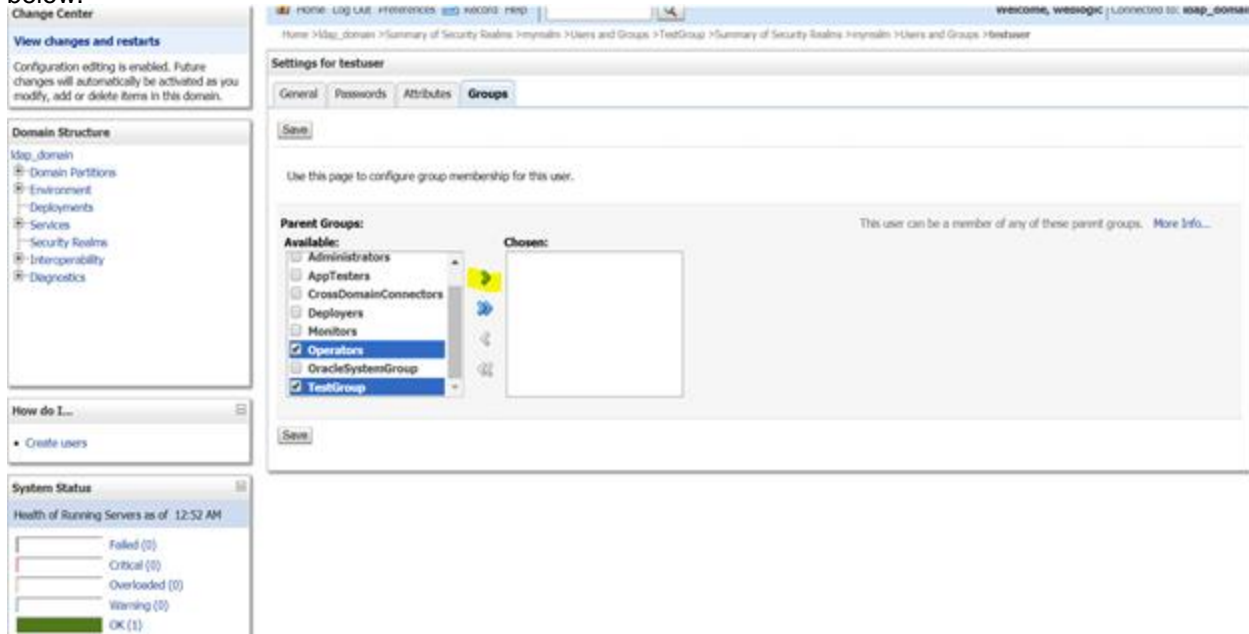 below.
Change Center
View changes and restarts
Configuration editing is enabled. Future
changes will automatically be activated as you
modify, add or delete items in this domain.
Domain Structure
ldap_domain
Domain Partitions
Environment
Deployments
Services
Security Realms
Interoperability
Diagnostics
How do I...
• Create users
System Status
Health of Running Servers as of 12:52 AM
Failed (0)
Critical (0)
Overloaded (0)
Warning (0)
OK (1)
Home Log Out Preferences Record Help
Welcome, weblogic Connected to: ldap_domain
Home >ldap_domain >Summary of Security Realms >myrealm >Users and Groups >TestGroup >Summary of Security Realms >myrealm >Users and Groups >testuser
Settings for testuser
General Passwords Attributes Groups
Save
Use this page to configure group membership for this user.
Parent Groups:
This user can be a member of any of these parent groups. More Info...
Available: Chosen:
Administrators
AppTesters
CrossDomainConnectors
Deployers
Monitors
Operators
OracleSystemGroup
TestGroup
Save